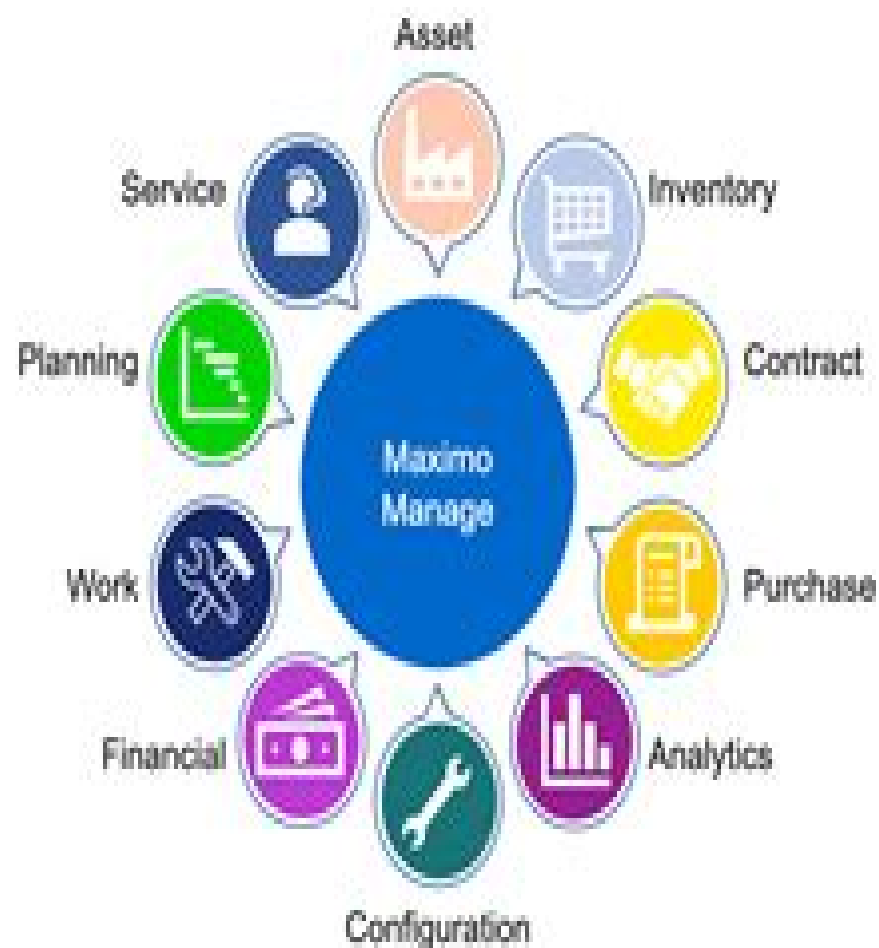 Asset
Service
Inventory
Planning
Contract
Maximo
Manage
Work
Purchase
Financial
Analytics
Configuration